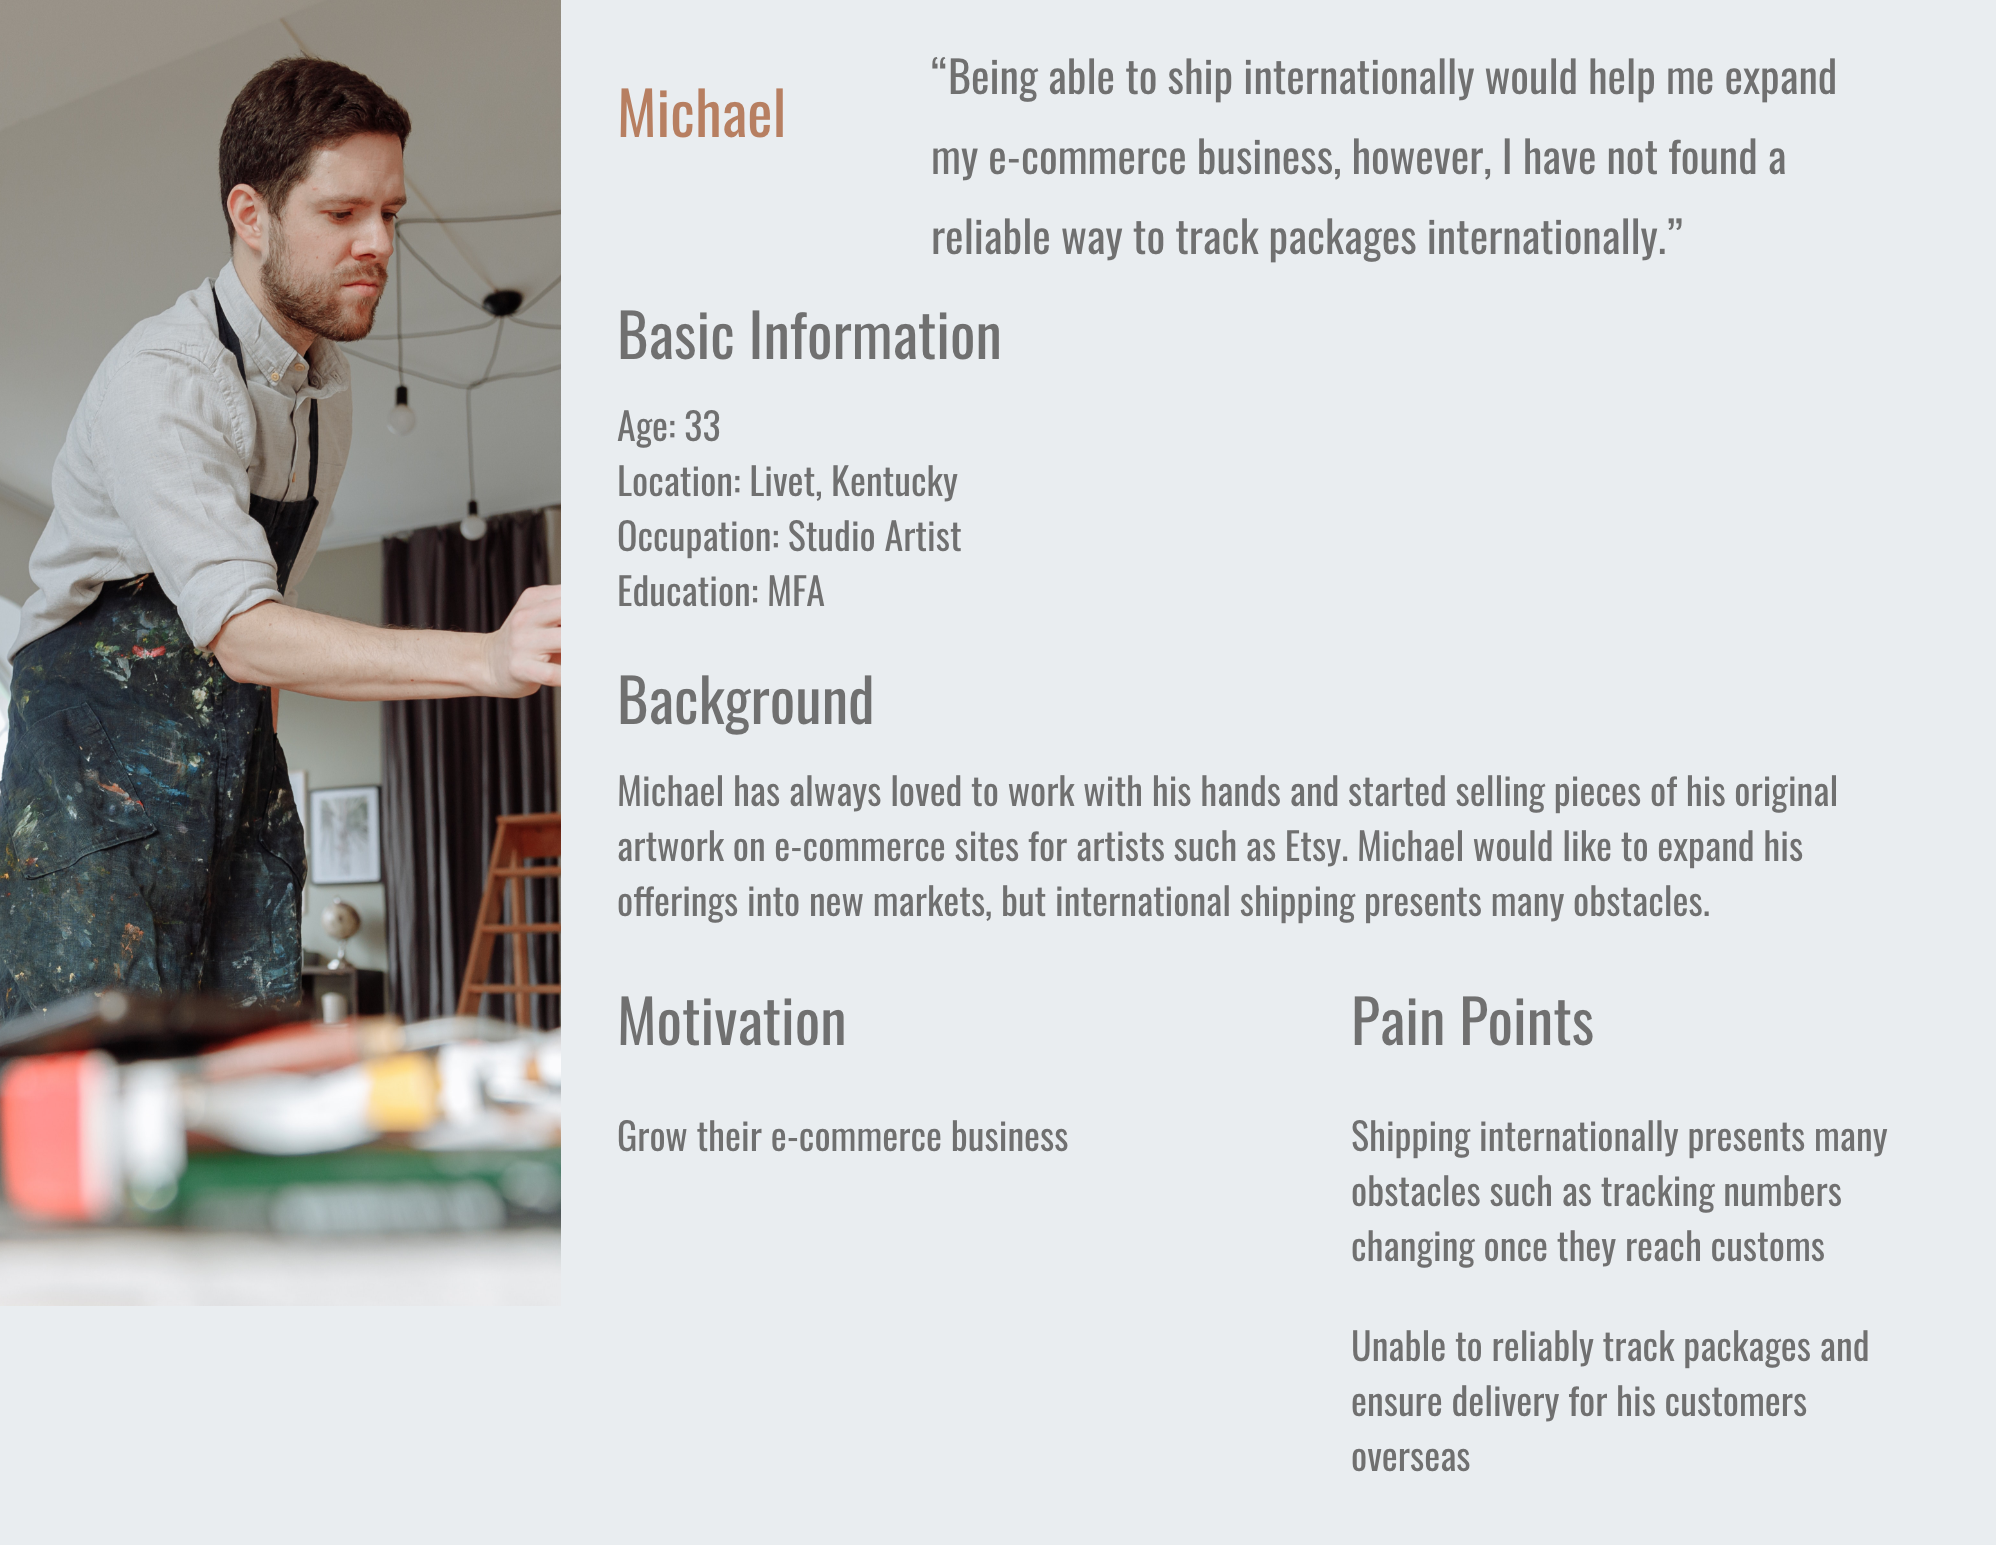 Michael
“Being able to ship internationally would help me expand
my e-commerce business, however, I have not found a
reliable way to track packages internationally.”
Basic Information
Age: 33
Location: Livet, Kentucky
Occupation: Studio Artist
Education: MFA
Background
Michael has always loved to work with his hands and started selling pieces of his original
artwork on e-commerce sites for artists such as Etsy. Michael would like to expand his
offerings into new markets, but international shipping presents many obstacles.
Motivation
Grow their e-commerce business
Pain Points
Shipping internationally presents many
obstacles such as tracking numbers
changing once they reach customs
Unable to reliably track packages and
ensure delivery for his customers
overseas